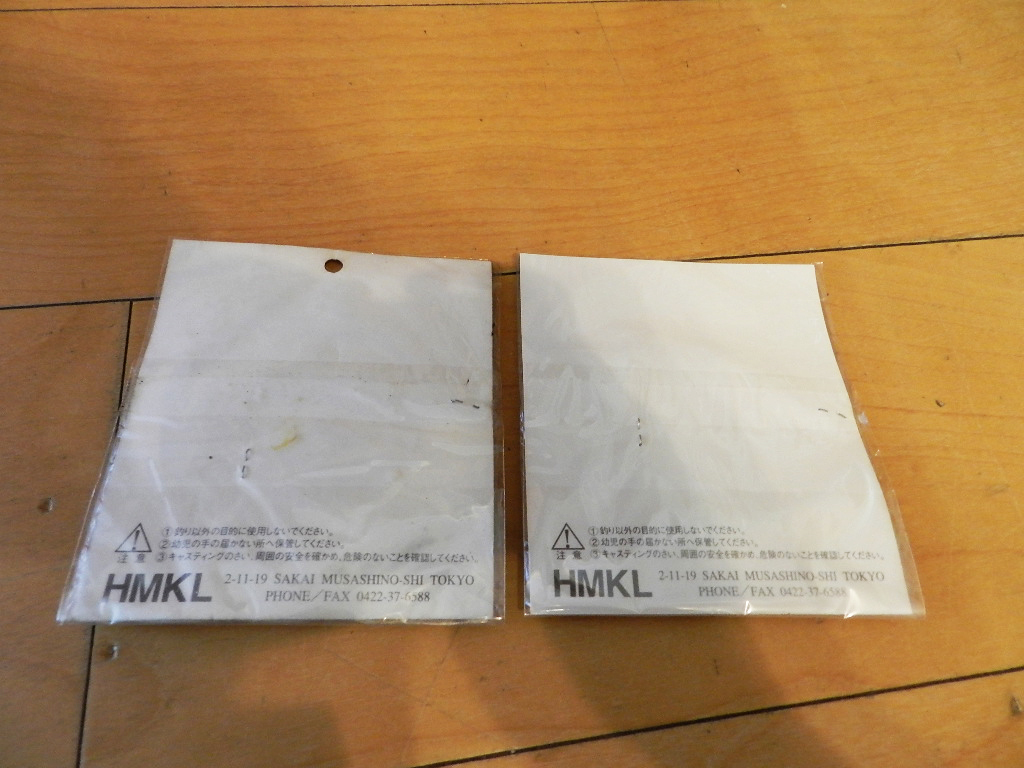 ①釣り以外の目的に使用しないでください。
②幼児の手の届かない所へ保管してください。
注 意 ③キャスティングのさい、周囲の安全を確かめ、危険のないことを確認してください。
HMKL 2-11-19 SAKAI MUSASHINO-SHI TOKYO
PHONE／FAX 0422-37-6588
①釣り以外の目的に使用しないでください。
②幼児の手の届かない所へ保管してください。
注 意 ③キャスティングのさい、周囲の安全を確かめ、危険のないことを確認してください。
HMKL 2-11-19 SAKAI MUSASHINO-SHI TOKYO
PHONE／FAX 0422-37-6588